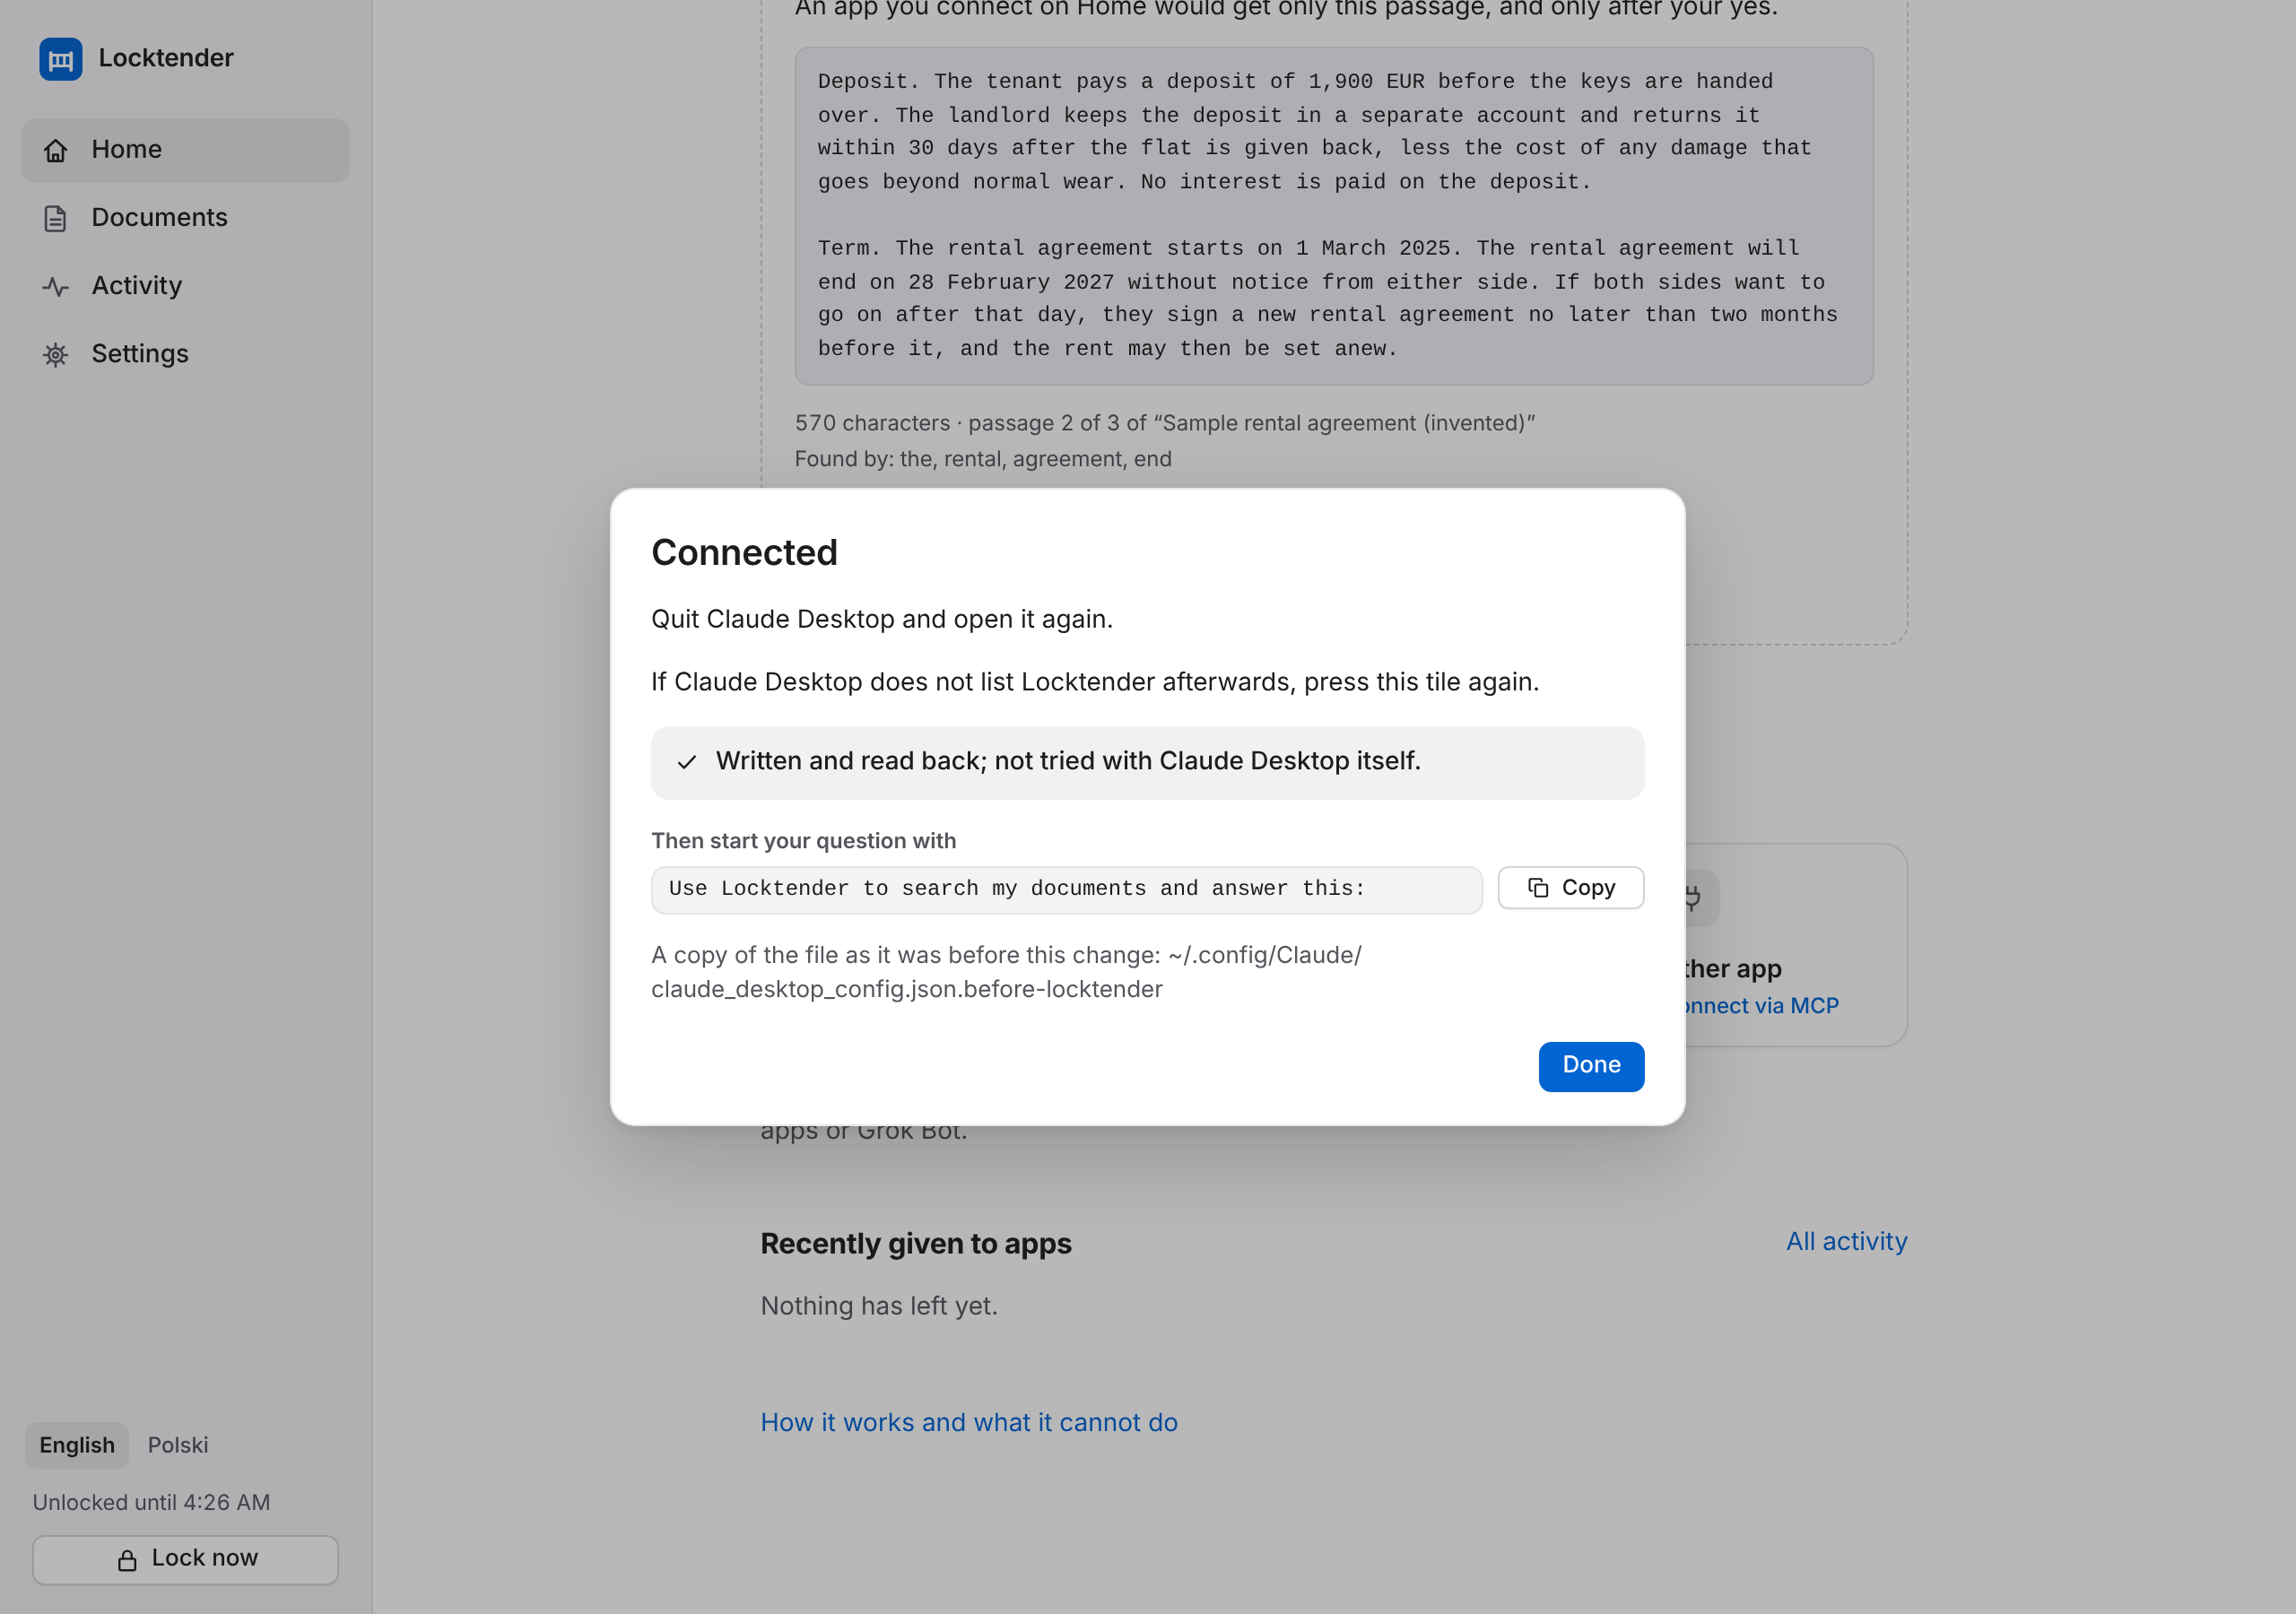 Locktender
Home
Documents
Activity
Settings
An app you connect on Home would get only this passage, and only after your yes.
Deposit. The tenant pays a deposit of 1,900 EUR before the keys are handed
over. The landlord keeps the deposit in a separate account and returns it
within 30 days after the flat is given back, less the cost of any damage that
goes beyond normal wear. No interest is paid on the deposit.
Term. The rental agreement starts on 1 March 2025. The rental agreement will
end on 28 February 2027 without notice from either side. If both sides want to
go on after that day, they sign a new rental agreement no later than two months
before it, and the rent may then be set anew.
570 characters · passage 2 of 3 of “Sample rental agreement (invented)”
Found by: the, rental, agreement, end
Connected
Quit Claude Desktop and open it again.
If Claude Desktop does not list Locktender afterwards, press this tile again.
Written and read back; not tried with Claude Desktop itself.
Then start your question with
Use Locktender to search my documents and answer this:
Copy
A copy of the file as it was before this change: ~/.config/Claude/
claude_desktop_config.json.before-locktender
Done
ther app
onnect via MCP
apps or Grok Bot.
Recently given to apps
All activity
Nothing has left yet.
How it works and what it cannot do
English
Polski
Unlocked until 4:26 AM
Lock now